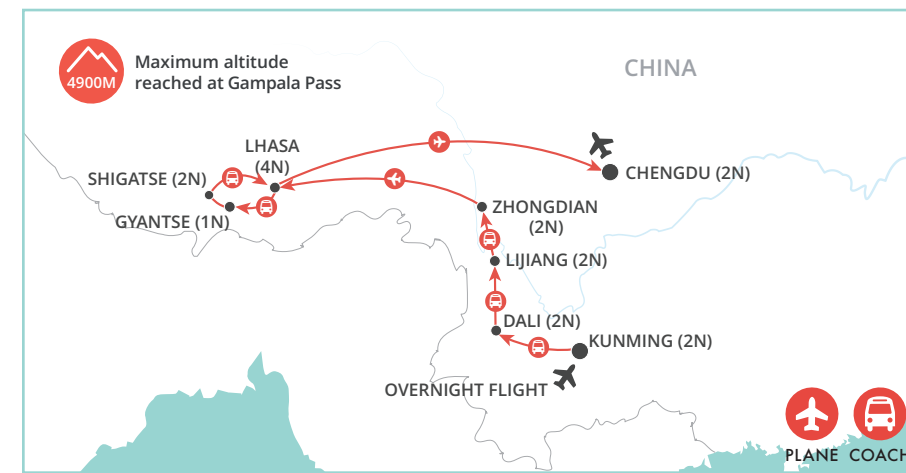 4900M
Maximum altitude
reached at Gampala Pass
CHINA
LHASA
(4N)
SHIGATSE (2N)
GYANTSE (1N)
CHENGDU (2N)
ZHONGDIAN
(2N)
LIJIANG (2N)
DALI (2N)
KUNMING (2N)
OVERNIGHT FLIGHT
PLANE COACH